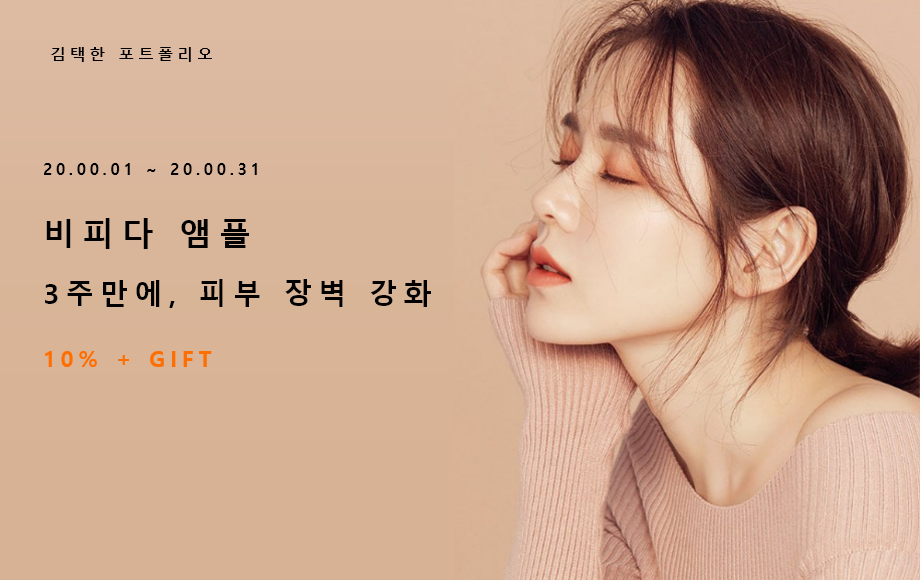 김택한 포트폴리오
20.00.01 ~ 20.00.31
비피다 앰플
3주만에, 피부 장벽 강화
10% + GIFT